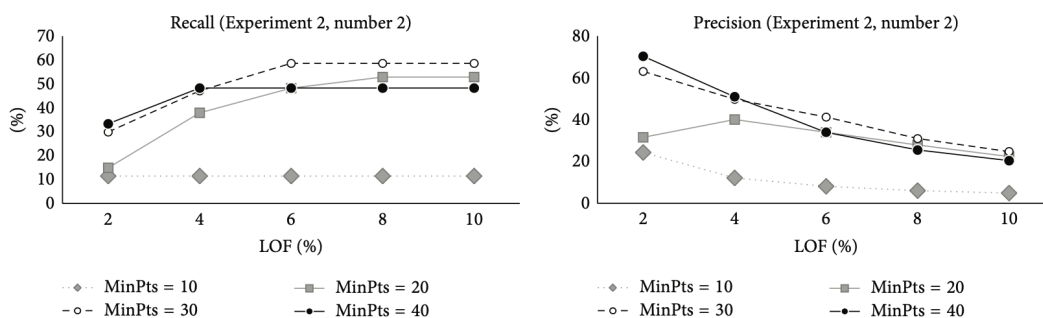 Recall (Experiment 2, number 2)
70
60
50
40
30
20
10
0
(%)
2 4 6 8 10
LOF (%)
MinPts = 10 MinPts = 20
MinPts = 30 MinPts = 40
Precision (Experiment 2, number 2)
80
60
40
20
0
(%)
2 4 6 8 10
LOF (%)
MinPts = 10 MinPts = 20
MinPts = 30 MinPts = 40